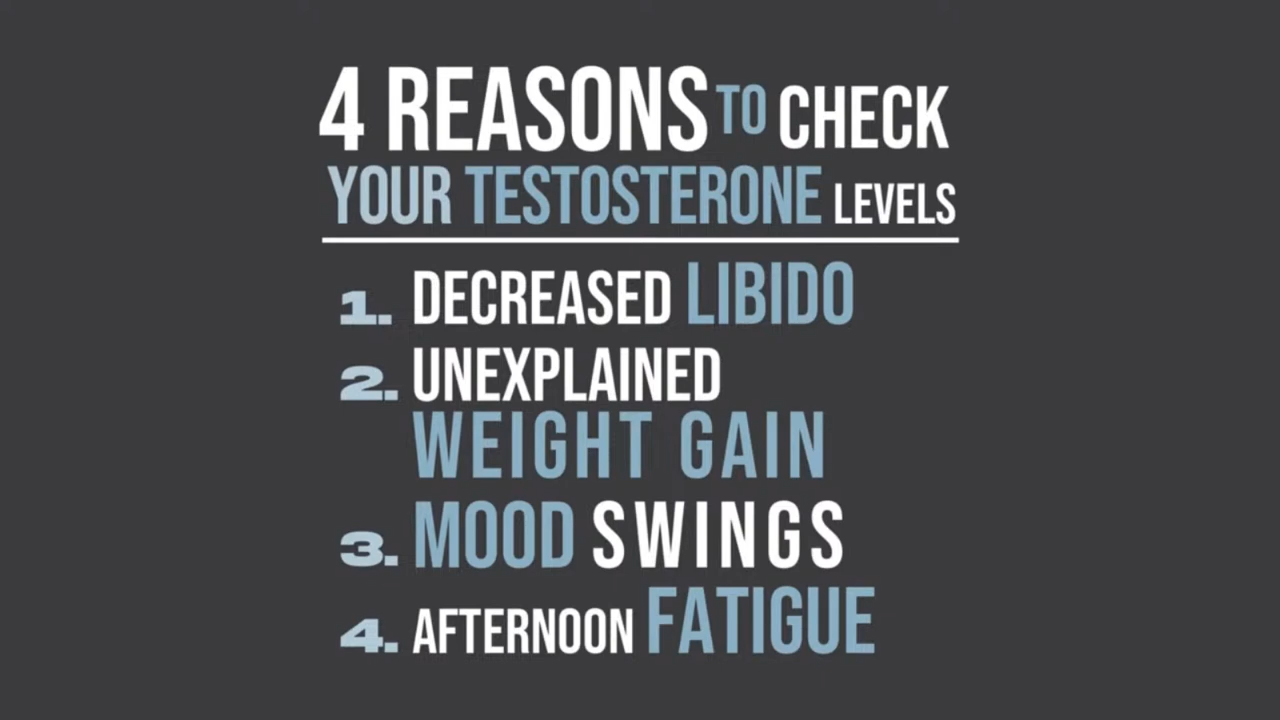 4 REASONS TO CHECK
YOUR TESTOSTERONE LEVELS
1. DECREASED LIBIDO
2. UNEXPLAINED
WEIGHT GAIN
3. MOOD SWINGS
4. AFTERNOON FATIGUE